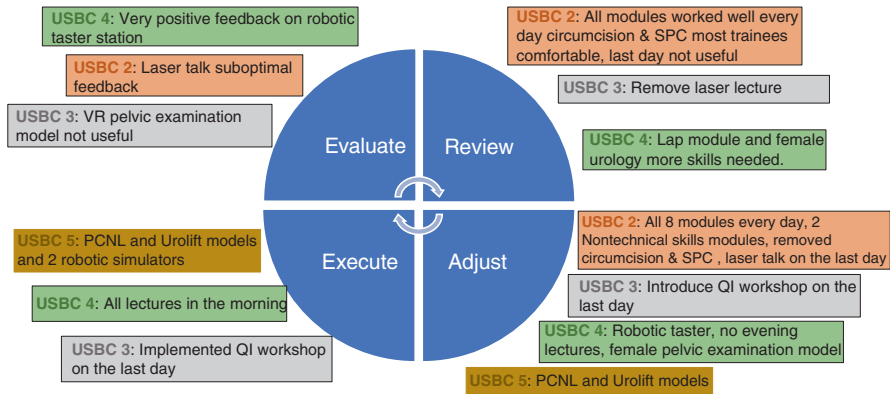 USBC 4: Very positive feedback on robotic
taster station
USBC 2: Laser talk suboptimal
feedback
USBC 3: VR pelvic examination
model not useful
Evaluate
Review
USBC 2: All modules worked well every
day circumcision & SPC most trainees
comfortable, last day not useful
USBC 3: Remove laser lecture
USBC 4: Lap module and female
urology more skills needed.
USBC 5: PCNL and Urolift models
and 2 robotic simulators
USBC 4: All lectures in the morning
USBC 3: Implemented QI workshop
on the last day
Execute
Adjust
USBC 2: All 8 modules every day, 2
Nontechnical skills modules, removed
circumcision & SPC , laser talk on the last day
USBC 3: Introduce QI workshop on the
last day
USBC 4: Robotic taster, no evening
lectures, female pelvic examination model
USBC 5: PCNL and Urolift models